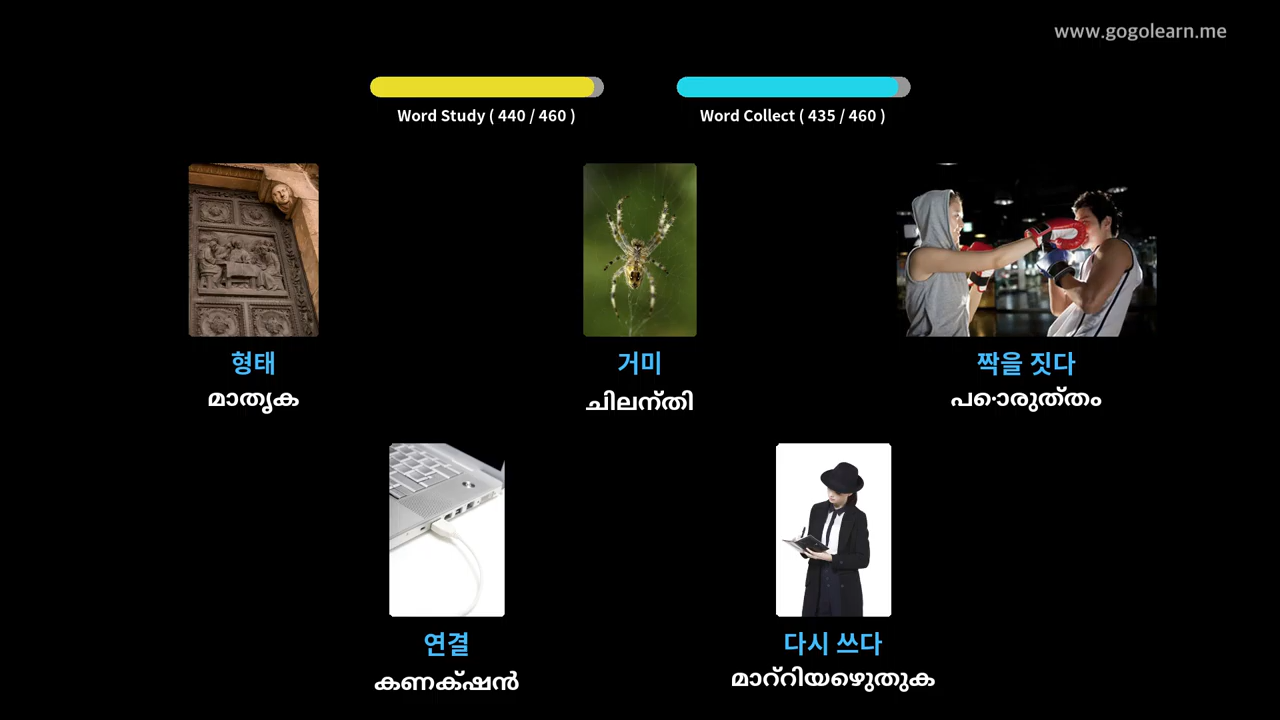 www.gogolearn.me
Word Study ( 440 / 460 )
Word Collect ( 435 / 460 )
형태
മാതൃക
거미
ചിലന്തി
짝을 짓다
പൊരുത്തം
연결
കണക്ഷൻ
다시 쓰다
മാറ്റിയഴെുതുക